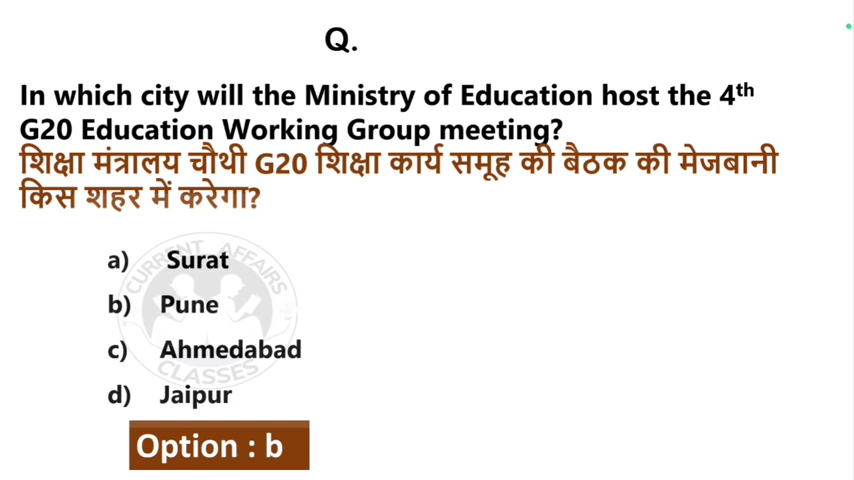 Q.
In which city will the Ministry of Education host the 4th
G20 Education Working Group meeting?
शिक्षा मंत्रालय चौथी G20 शिक्षा कार्य समूह की बैठक की मेजबानी
किस शहर में करेगा?
CURRENT AFFAIRS
a) Surat
b) Pune
c) Ahmedabad
CLASSES
d) Jaipur
Option : b